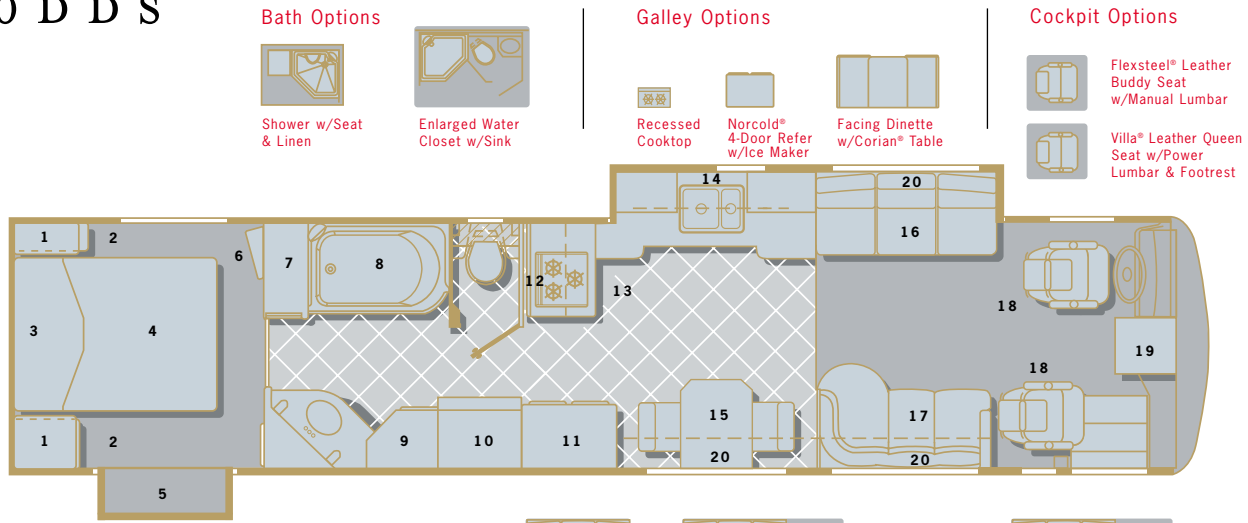 O D D S
Bath Options
Shower w/Seat
& Linen
Enlarged Water
Closet w/Sink
Galley Options
Recessed
Cooktop
Norcold®
4-Door Refer
w/Ice Maker
Facing Dinette
w/Corian® Table
Cockpit Options
Flexsteel® Leather
Buddy Seat
w/Manual Lumbar
Villa® Leather Queen
Seat w/Power
Lumbar & Footrest
14
20
1
2
16
6
7
8
12
13
18
3
4
19
18
15
17
1
2
9
10
11
20
20
5